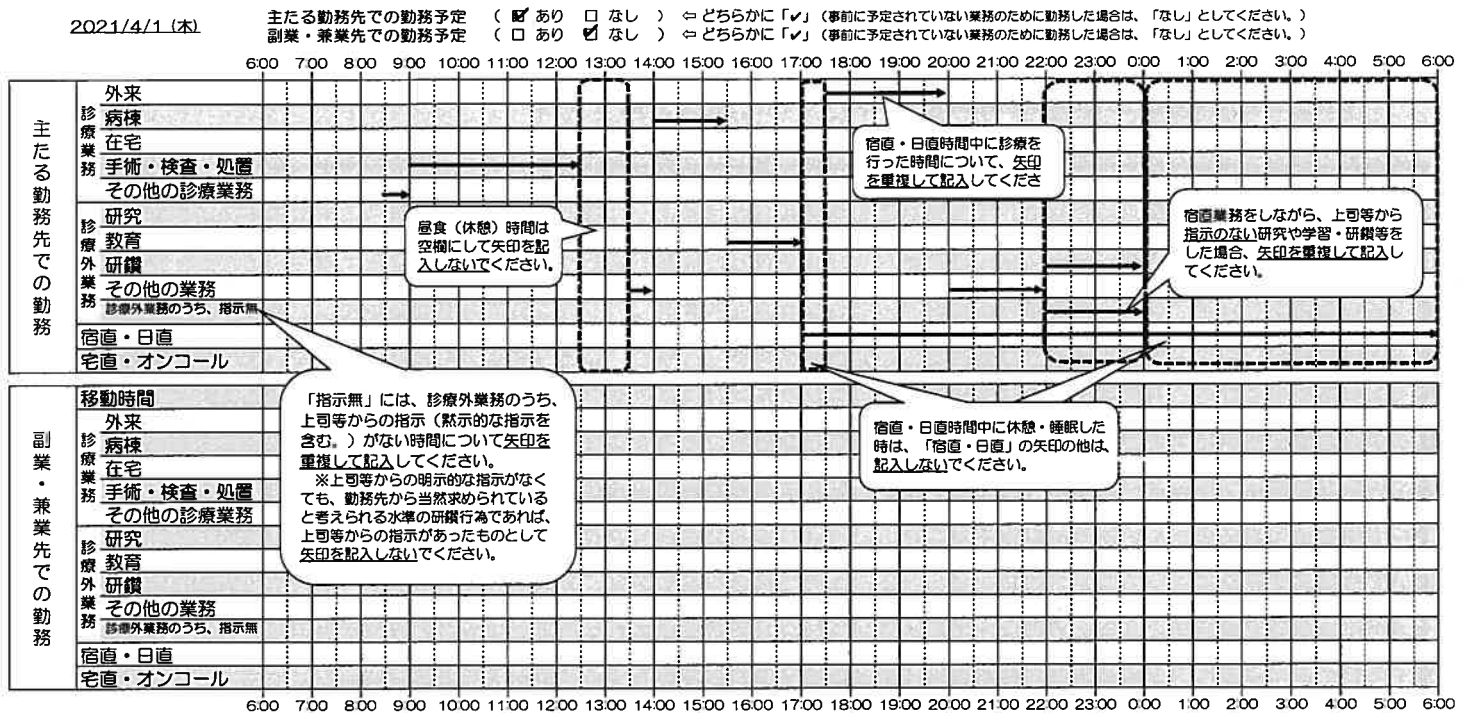 2021/4/1 (木)
主たる勤務先での勤務予定 ( ☑ あり □ なし ) ⇦ どちらかに「✔」(事前に予定されていない業務のために勤務した場合は、「なし」としてください。)
副業・兼業先での勤務予定 ( □ あり ☑ なし ) ⇦ どちらかに「✔」(事前に予定されていない業務のために勤務した場合は、「なし」としてください。)
6:00 7:00 8:00 9:00 10:00 11:00 12:00 13:00 14:00 15:00 16:00 17:00 18:00 19:00 20:00 21:00 22:00 23:00 0:00 1:00 2:00 3:00 4:00 5:00 6:00
主たる勤務先での勤務
診療業務
外来
病棟
在宅
手術・検査・処置
その他の診療業務
診療外業務
研究
教育
研鑽
その他の業務
診療外業務のうち、指示無
宿直・日直
宅直・オンコール
昼食(休憩)時間は
空欄にして矢印を記
入しないでください。
宿直・日直時間中に診療を
行った時間について、矢印
を重複して記入してくださ
宿直業務をしながら、上司等から
指示のない研究や学習・研鑽等を
した場合、矢印を重複して記入し
てください。
「指示無」には、診療外業務のうち、
上司等からの指示(黙示的な指示を
含む。)がない時間について矢印を
重複して記入してください。
※上司等からの明示的な指示がなく
ても、勤務先から当然求められている
と考えられる水準の研鑽行為であれば、
上司等からの指示があったものとして
矢印を記入しないでください。
宿直・日直時間中に休憩・睡眠した
時は、「宿直・日直」の矢印の他は、
記入しないでください。
副業・兼業先での勤務
移動時間
診療業務
外来
病棟
在宅
手術・検査・処置
その他の診療業務
診療外業務
研究
教育
研鑽
その他の業務
診療外業務のうち、指示無
宿直・日直
宅直・オンコール
6:00 7:00 8:00 9:00 10:00 11:00 12:00 13:00 14:00 15:00 16:00 17:00 18:00 19:00 20:00 21:00 22:00 23:00 0:00 1:00 2:00 3:00 4:00 5:00 6:00